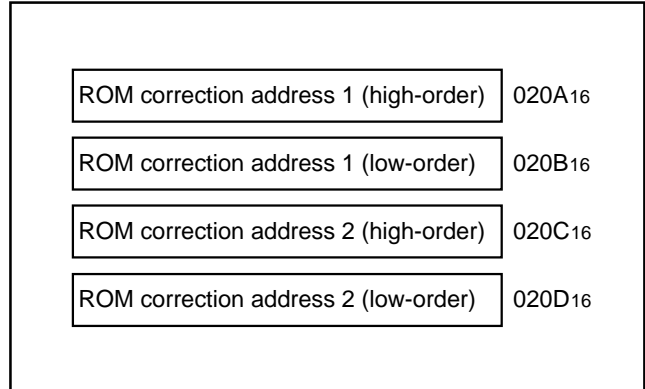 ROM correction address 1 (high-order) 020A16
ROM correction address 1 (low-order) 020B16
ROM correction address 2 (high-order) 020C16
ROM correction address 2 (low-order) 020D16